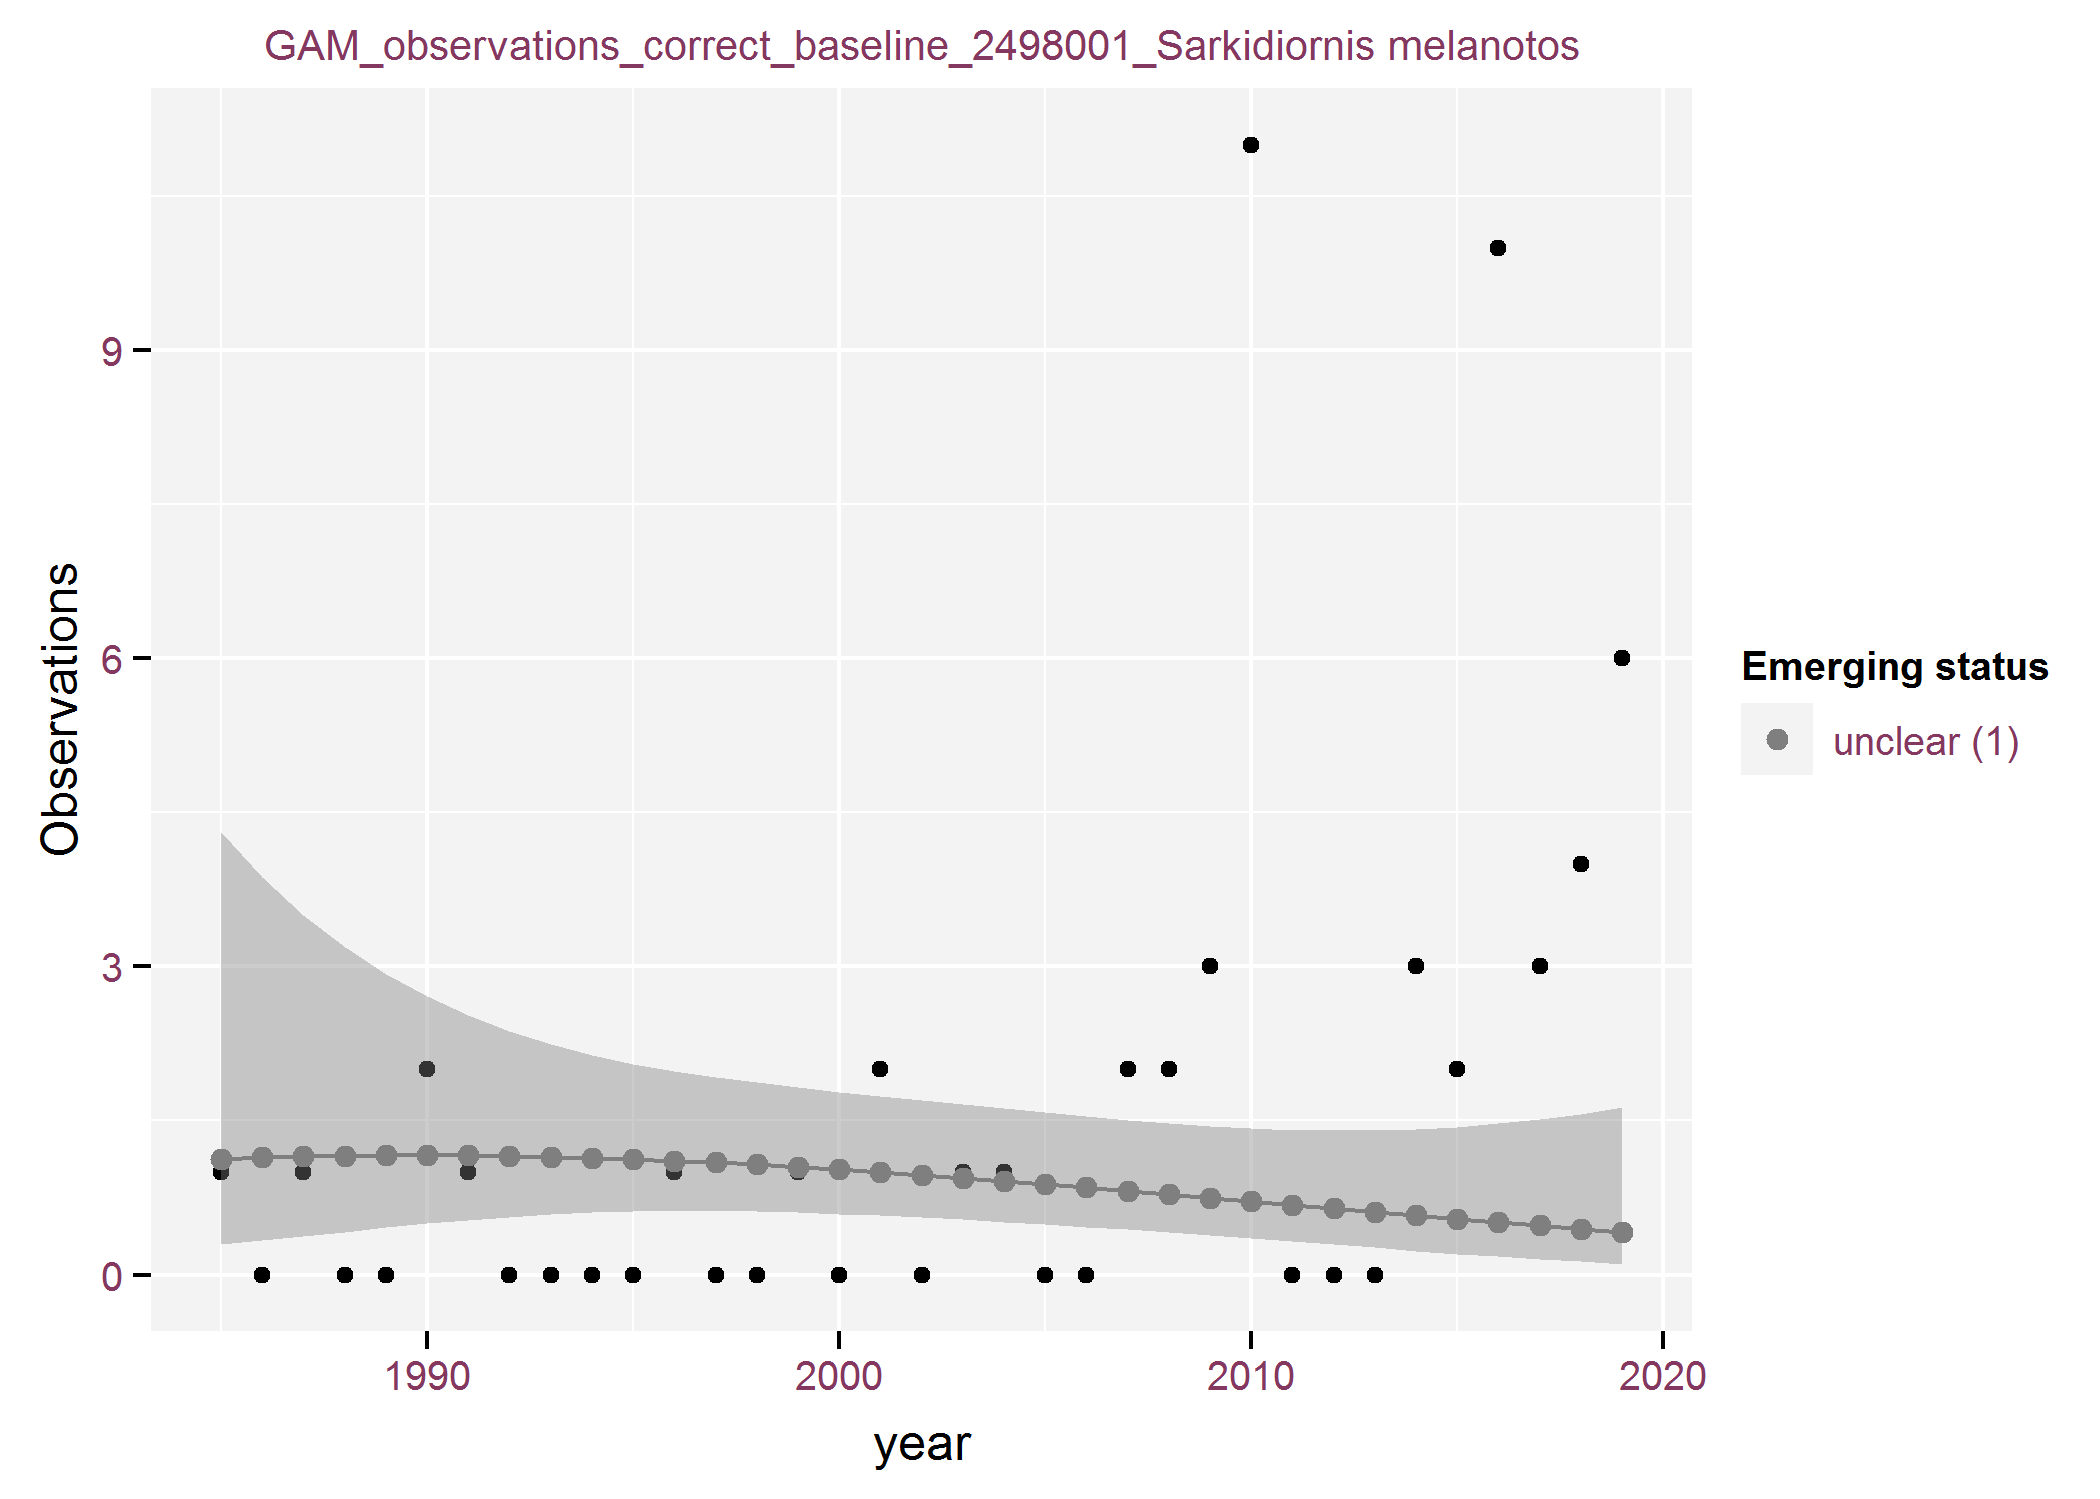 GAM_observations_correct_baseline_2498001_Sarkidiornis melanotos
Observations
9
6
3
0
1990
2000
2010
2020
year
Emerging status
unclear (1)